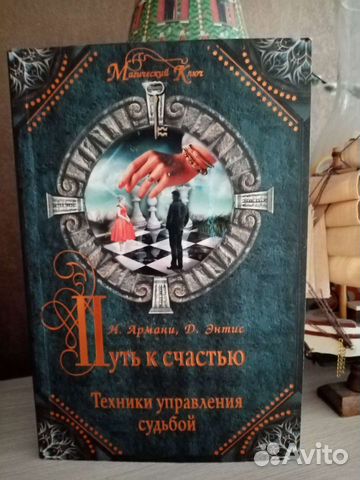 Магический Ключ
Н. Армани, Д. Энтис
Путь к счастью
Техники управления
судьбой
Avito